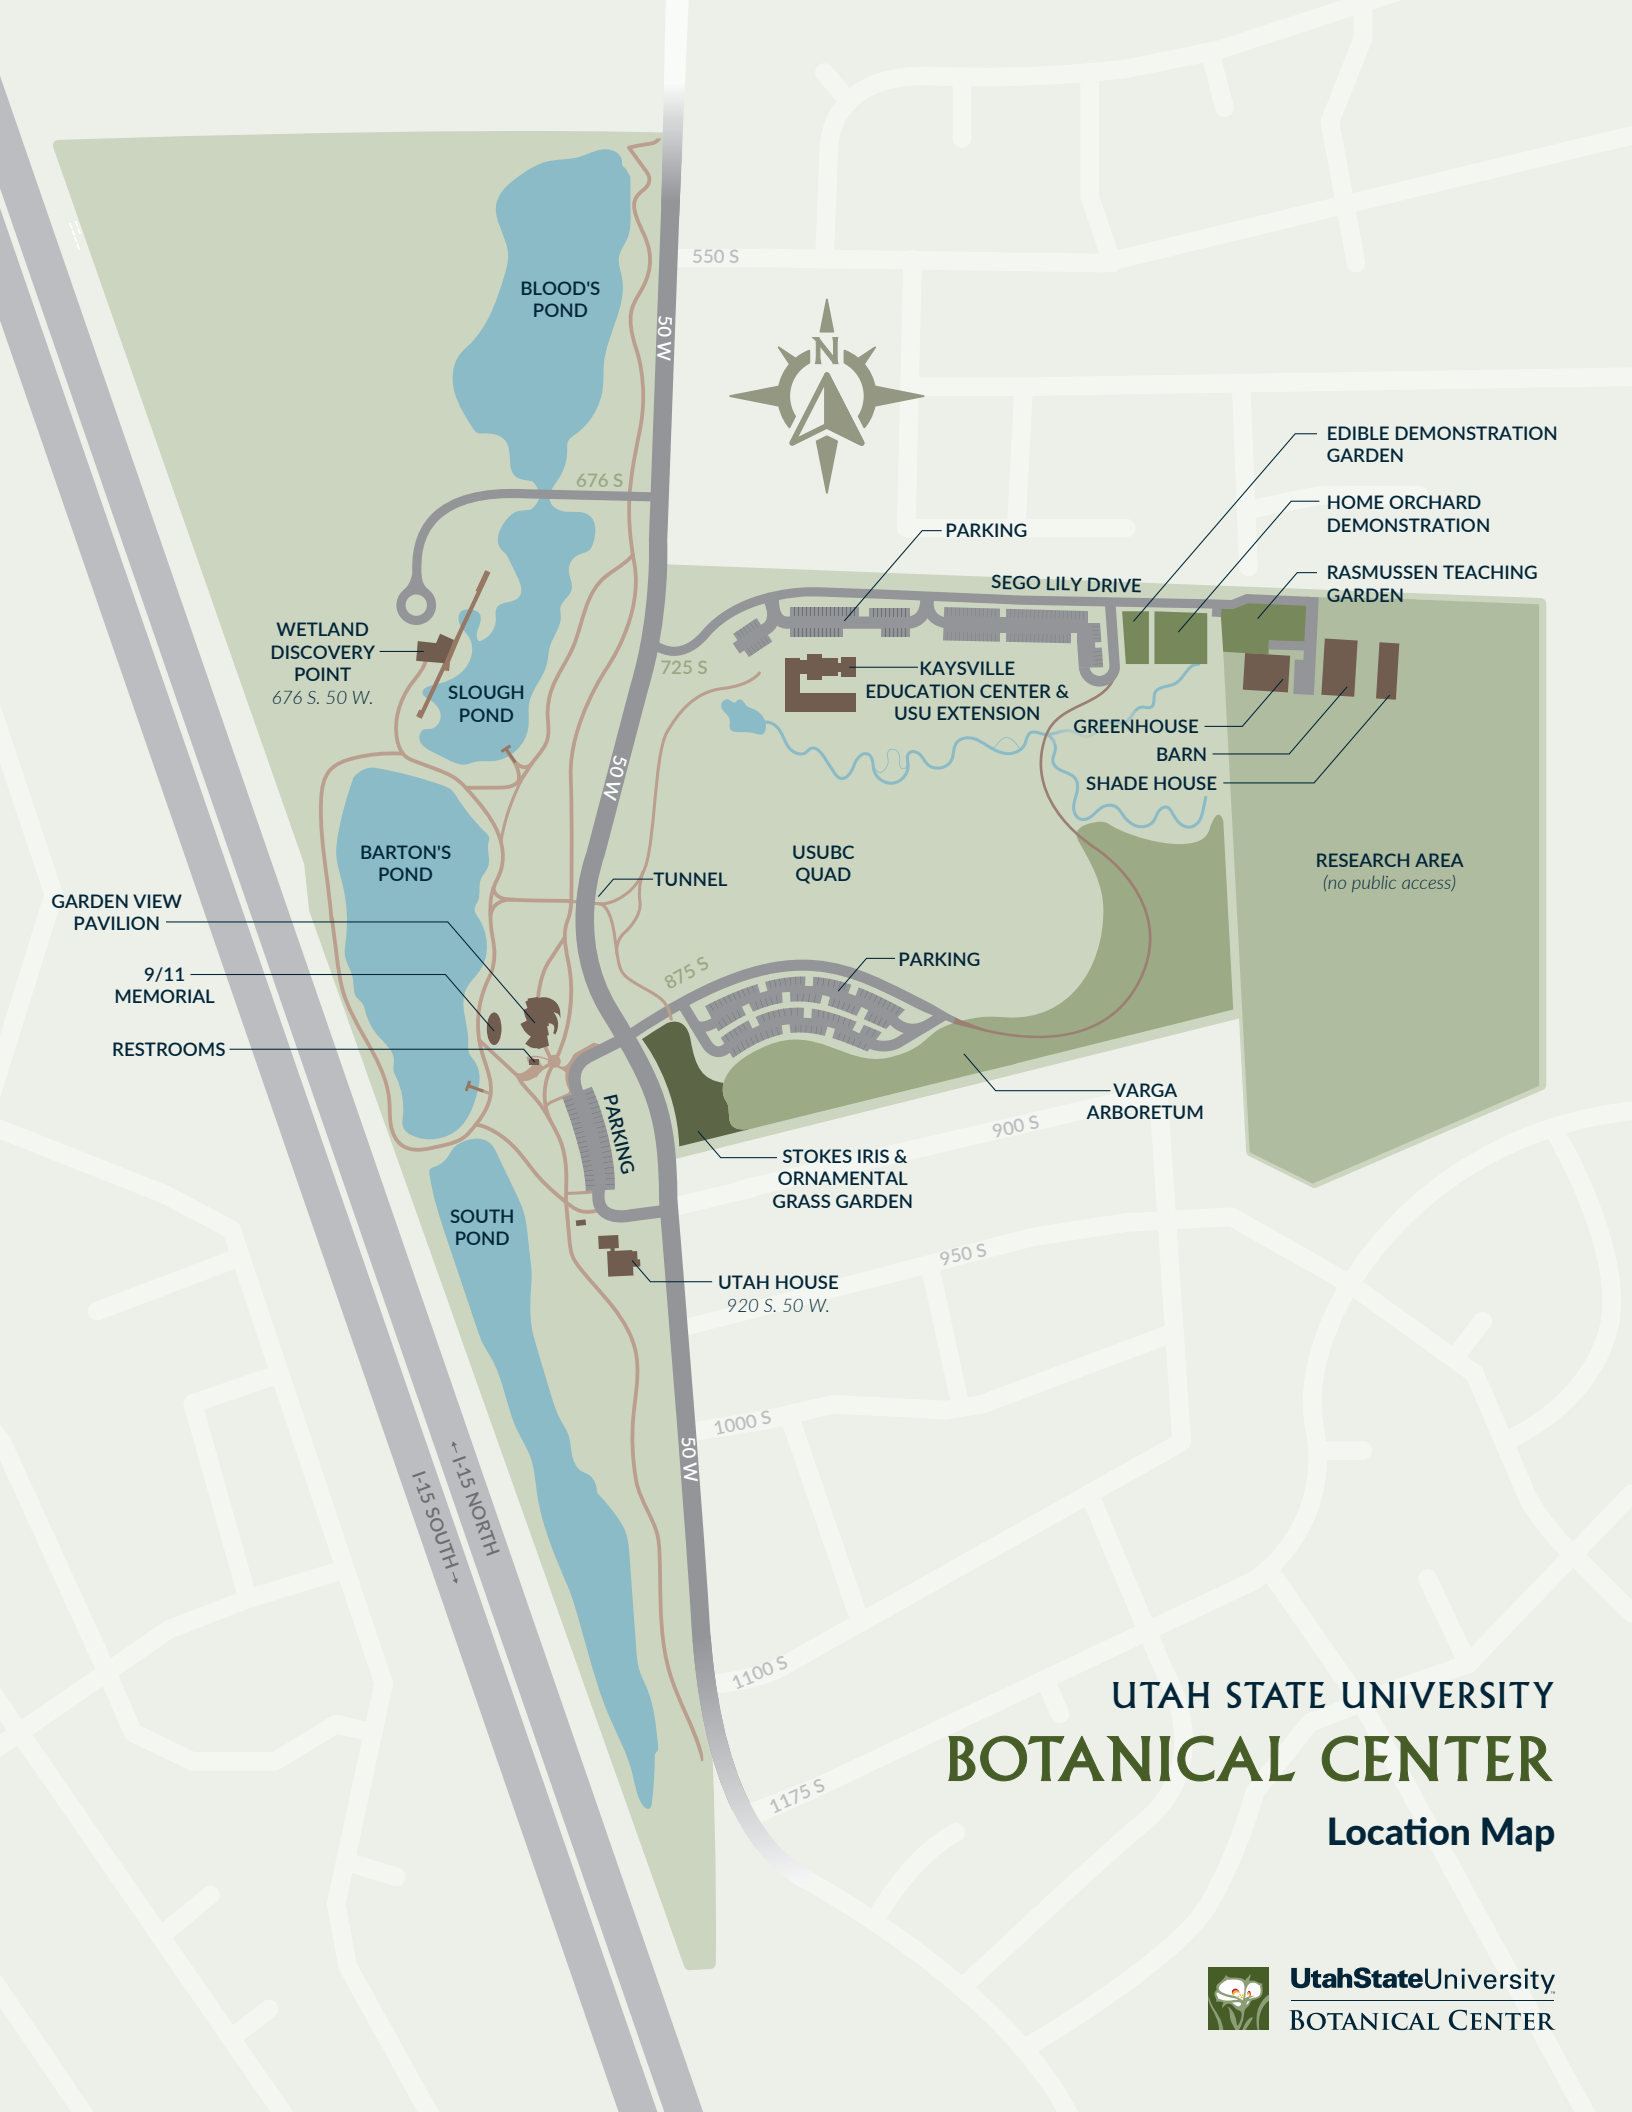 550 S
BLOOD'S
POND
50 W
N
EDIBLE DEMONSTRATION
GARDEN
676 S
HOME ORCHARD
DEMONSTRATION
PARKING
SEGO LILY DRIVE
RASMUSSEN TEACHING
GARDEN
WETLAND
DISCOVERY
POINT
676 S. 50 W.
725 S
KAYSVILLE
EDUCATION CENTER &
USU EXTENSION
SLOUGH
POND
GREENHOUSE
BARN
SHADE HOUSE
50 W
BARTON'S
POND
USUBC
QUAD
RESEARCH AREA
(no public access)
TUNNEL
GARDEN VIEW
PAVILION
875 S
PARKING
9/11
MEMORIAL
RESTROOMS
VARGA
ARBORETUM
PARKING
900 S
STOKES IRIS &
ORNAMENTAL
GRASS GARDEN
SOUTH
POND
950 S
UTAH HOUSE
920 S. 50 W.
1000 S
50 W
←I-15 NORTH
I-15 SOUTH→
1100 S
1175 S
UTAH STATE UNIVERSITY
BOTANICAL CENTER
Location Map
UtahStateUniversity
BOTANICAL CENTER